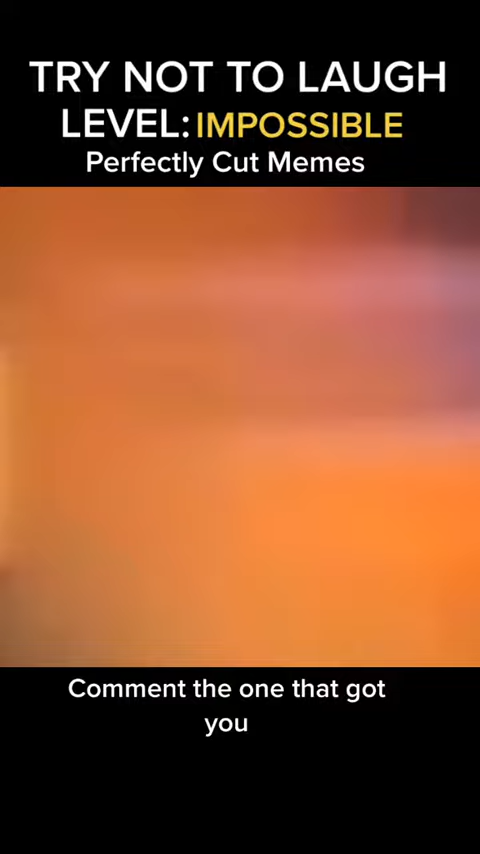 TRY NOT TO LAUGH
LEVEL: IMPOSSIBLE
Perfectly Cut Memes
Comment the one that got
you